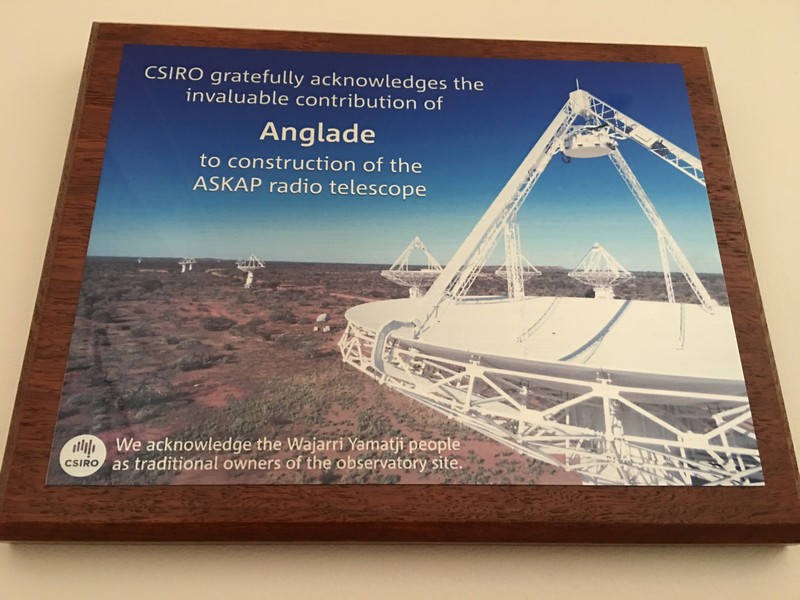 CSIRO gratefully acknowledges the
invaluable contribution of
Anglade
to construction of the
ASKAP radio telescope
CSIRO
We acknowledge the Wajarri Yamatji people
as traditional owners of the observatory site.